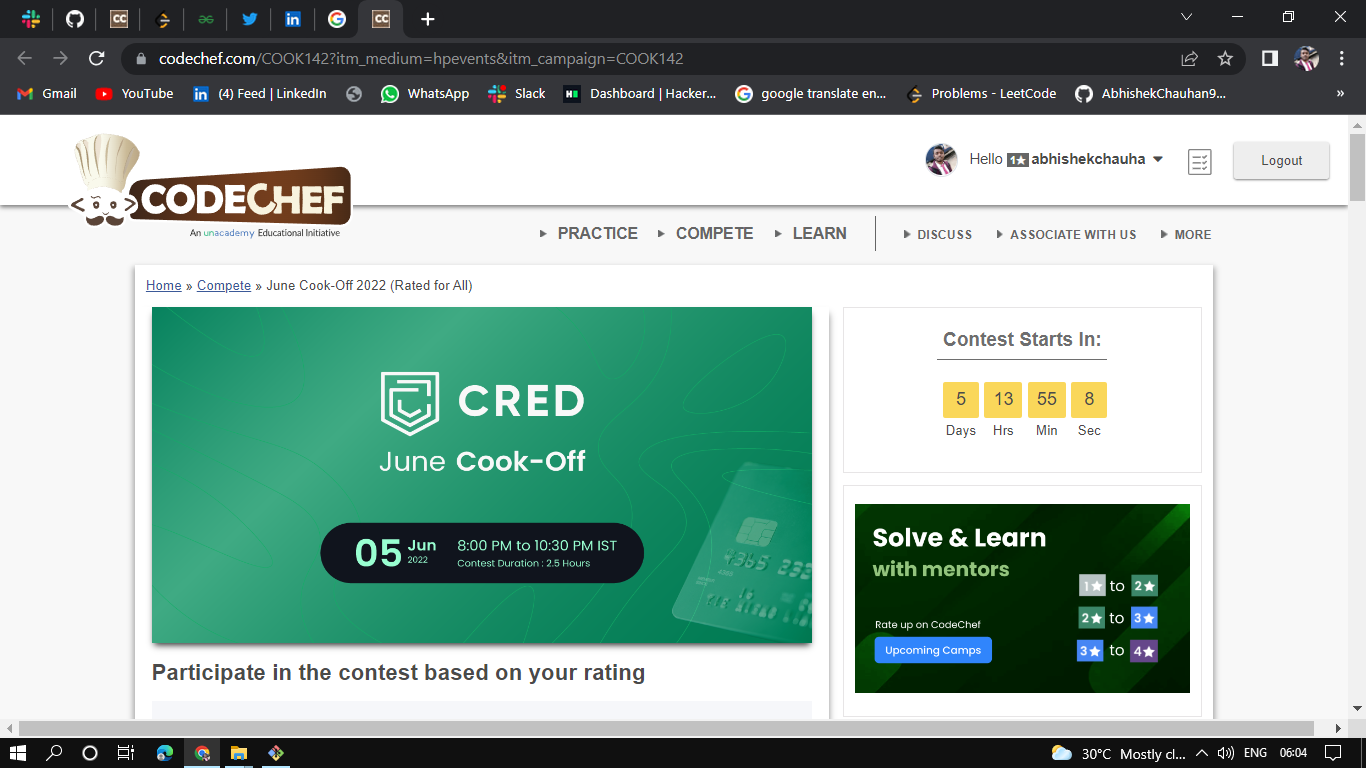 codechef.com/COOK142?itm_medium=hpevents&itm_campaign=COOK142
Gmail YouTube (4) Feed | LinkedIn WhatsApp Slack Dashboard | Hacker... google translate en... Problems - LeetCode AbhishekChauhan9... »
CODECHEF
An unacademy Educational Initiative
Hello 1★ abhishekchauha
Logout
PRACTICE COMPETE LEARN DISCUSS ASSOCIATE WITH US MORE
Home » Compete » June Cook-Off 2022 (Rated for All)
CRED
June Cook-Off
05 Jun 2022
8:00 PM to 10:30 PM IST
Contest Duration : 2.5 Hours
Participate in the contest based on your rating
Contest Starts In:
5 13 55 8
Days Hrs Min Sec
Solve & Learn
with mentors
1★ to 2★
2★ to 3★
3★ to 4★
Rate up on CodeChef
Upcoming Camps
30°C Mostly cl... ENG 06:04